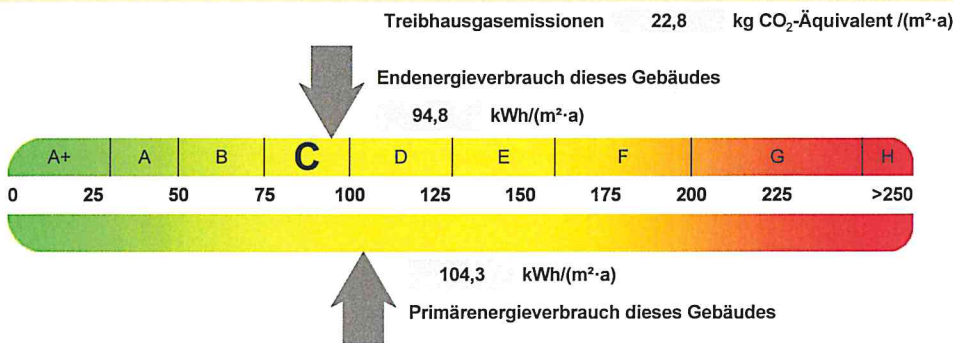 Treibhausgasemissionen 22,8 kg CO₂-Äquivalent /(m²·a)
Endenergieverbrauch dieses Gebäudes
94,8 kWh/(m²·a)
A+ A B C D E F G H
0 25 50 75 100 125 150 175 200 225 >250
104,3 kWh/(m²·a)
Primärenergieverbrauch dieses Gebäudes